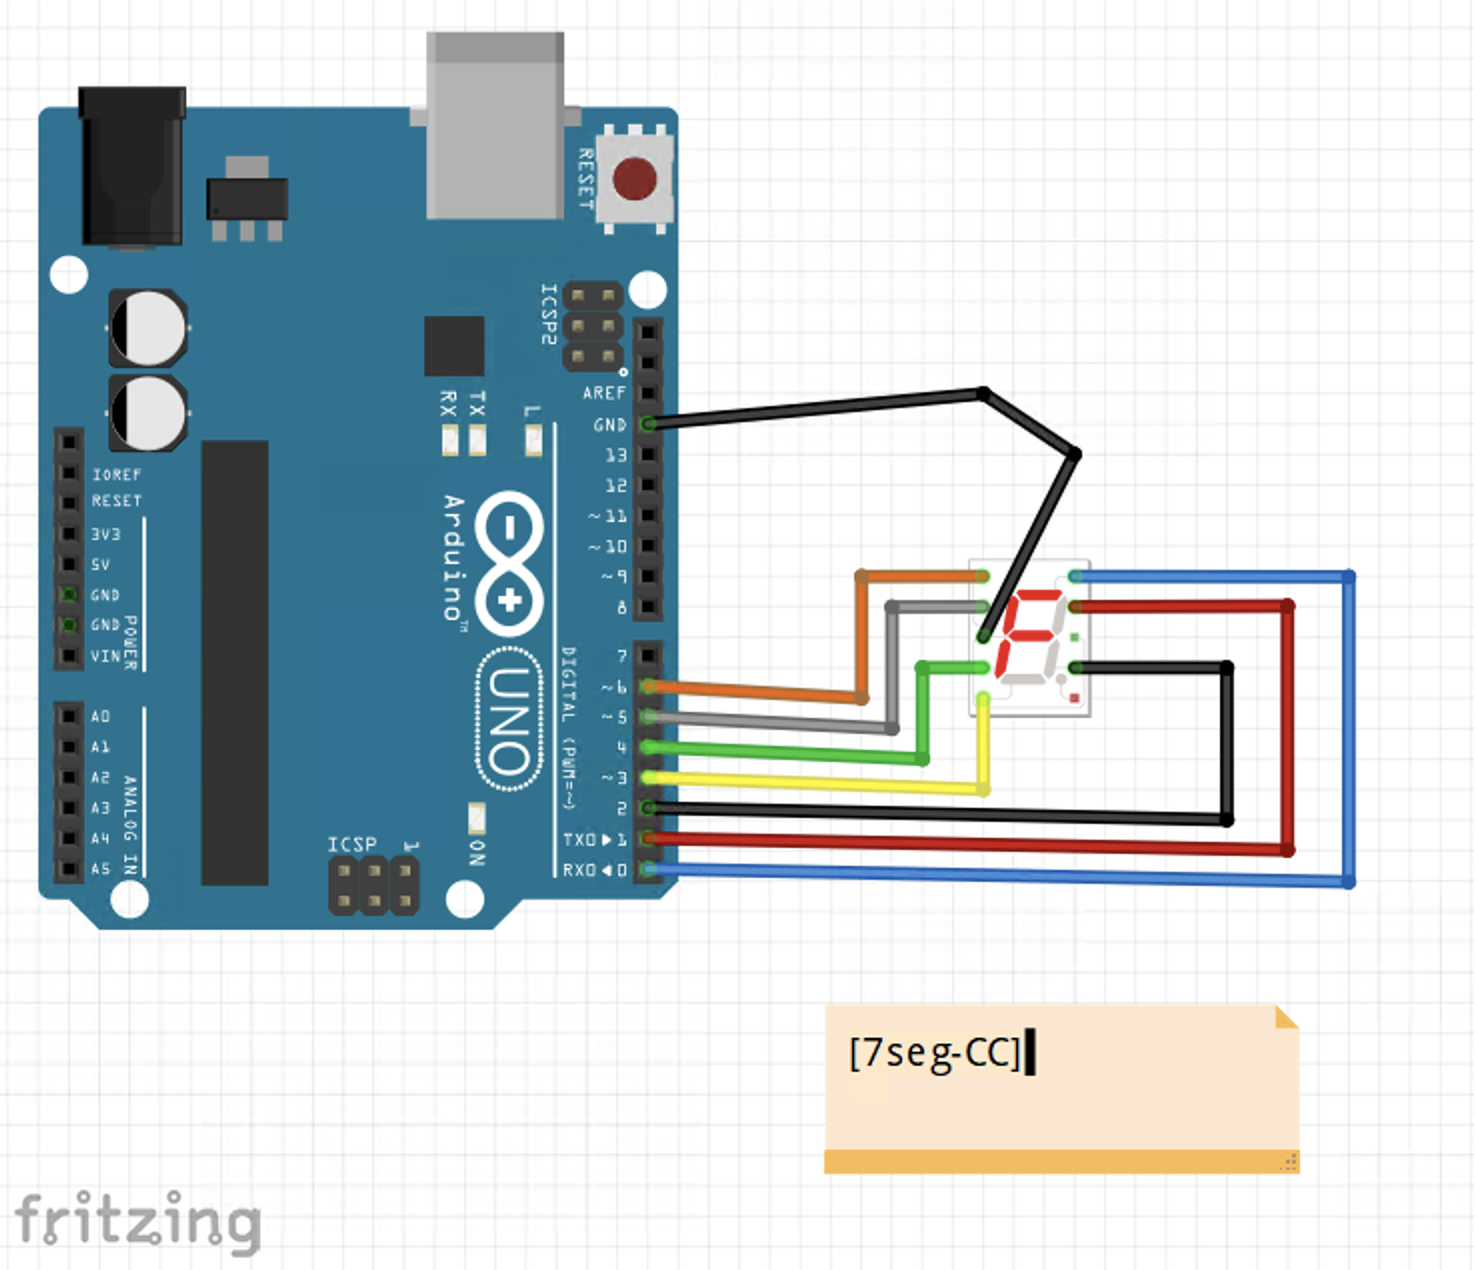 RESET
ICSP2
AREF
GND
13
12
~11
~10
~9
8
RX
TX
L
IOREF
RESET
3V3
5V
GND
GND
VIN
POWER
Arduino™
UNO
DIGITAL (PWM=~)
7
~6
~5
4
~3
2
TX0▶1
RX0◀0
A0
A1
A2
A3
A4
A5
ANALOG IN
ICSP
1
ON
[7seg-CC]
fritzing